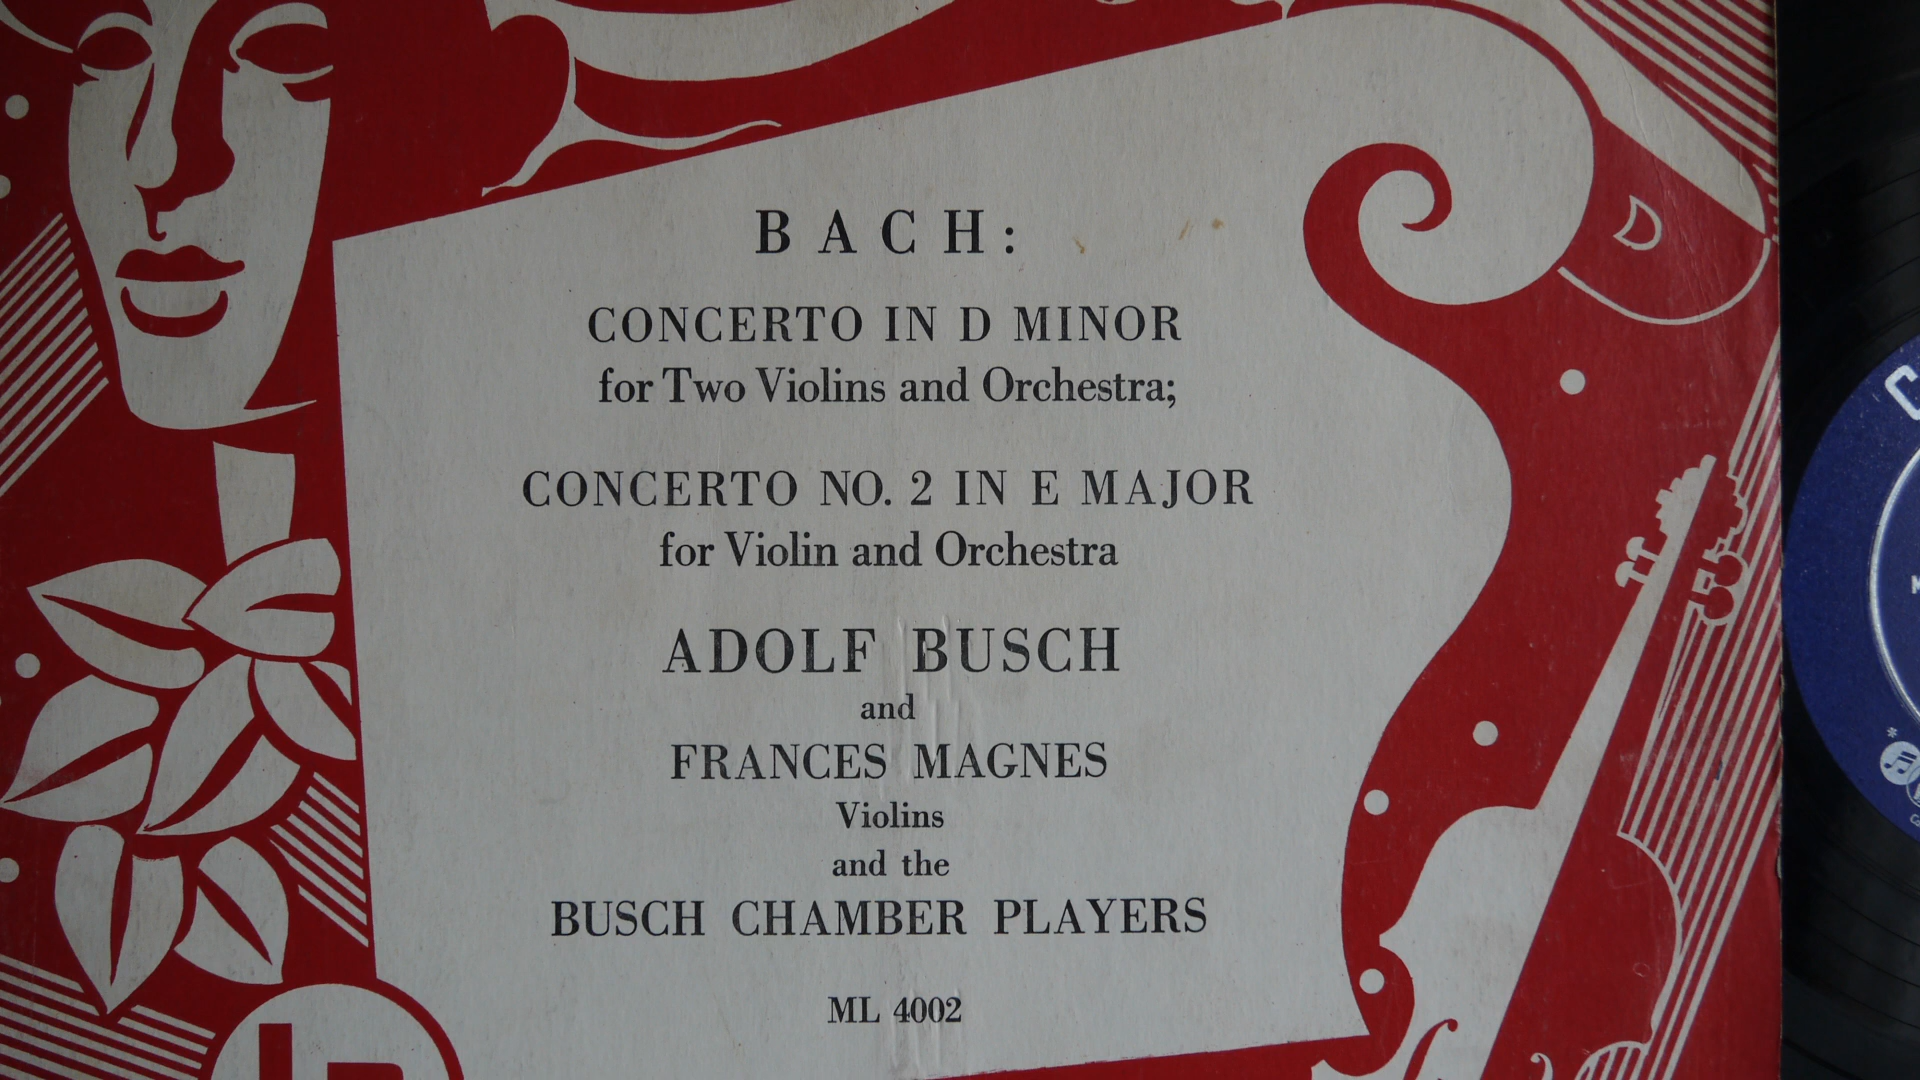 BACH:
CONCERTO IN D MINOR
for Two Violins and Orchestra;
CONCERTO NO. 2 IN E MAJOR
for Violin and Orchestra
ADOLF BUSCH
and
FRANCES MAGNES
Violins
and the
BUSCH CHAMBER PLAYERS
ML 4002